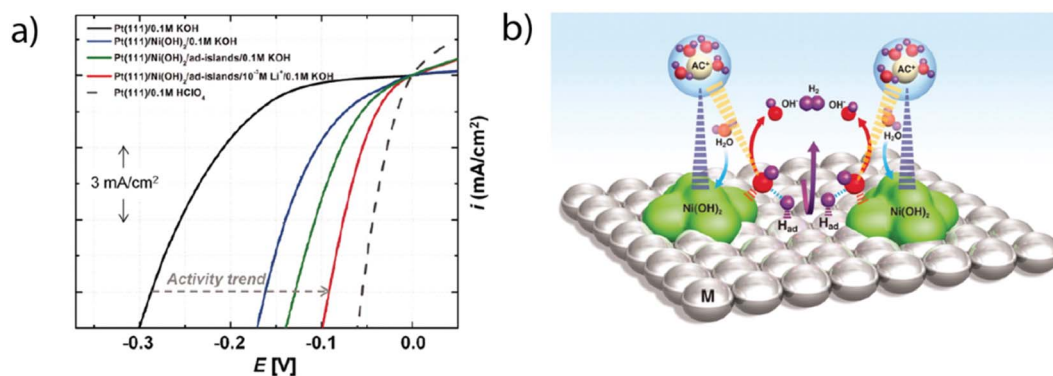 a)
Pt(111)/0.1M KOH
Pt(111)/Ni(OH)₂/0.1M KOH
Pt(111)/Ni(OH)₂/ad-islands/0.1M KOH
Pt(111)/Ni(OH)₂/ad-islands/10⁻³M Li⁺/0.1M KOH
Pt(111)/0.1M HClO₄
3 mA/cm²
Activity trend
-0.3
-0.2
-0.1
0.0
E [V]
i (mA/cm²)
b)
AC⁺
AC⁺
H₂
OH⁻
OH⁻
H₂O
H₂O
Ni(OH)₂
Ni(OH)₂
Had
Had
M